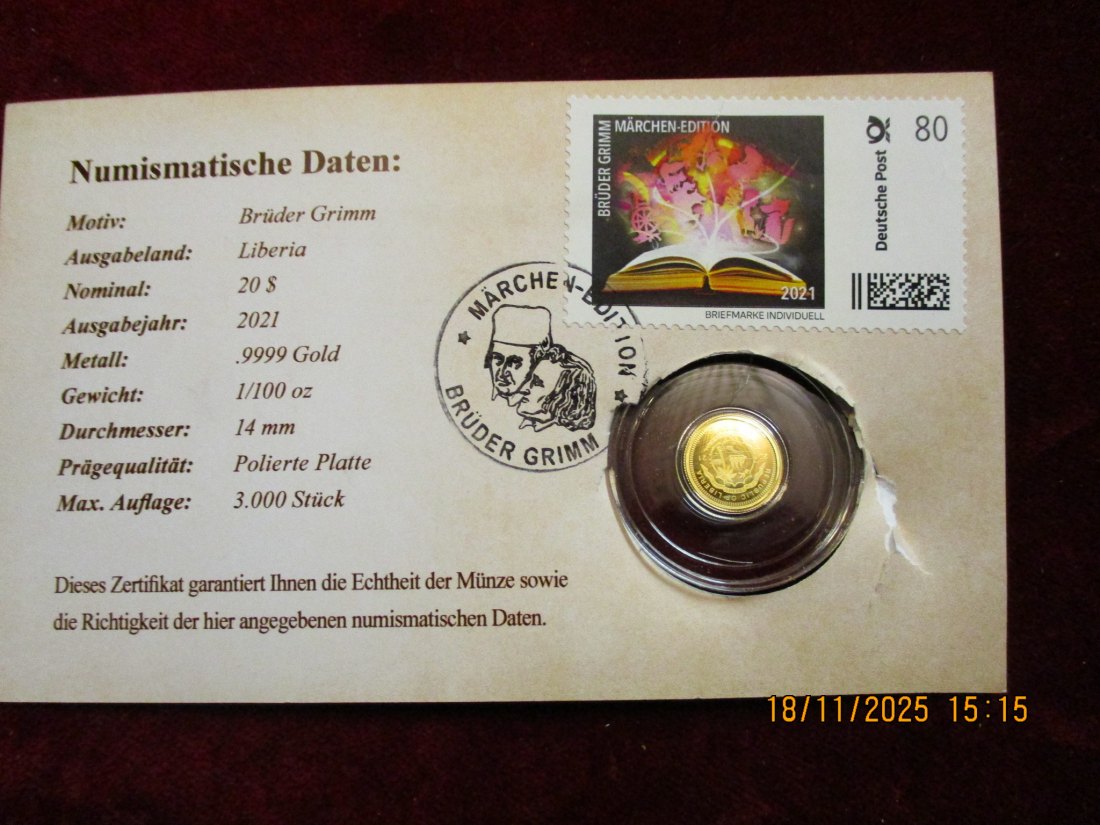 Numismatische Daten:
Motiv: Brüder Grimm
Ausgabeland: Liberia
Nominal: 20 $
Ausgabejahr: 2021
Metall: .9999 Gold
Gewicht: 1/100 oz
Durchmesser: 14 mm
Prägequalität: Polierte Platte
Max. Auflage: 3.000 Stück
Dieses Zertifikat garantiert Ihnen die Echtheit der Münze sowie
die Richtigkeit der hier angegebenen numismatischen Daten.
MÄRCHEN-EDITION
BRÜDER GRIMM
BRÜDER GRIMM
MÄRCHEN-EDITION
2021
BRIEFMARKE INDIVIDUELL
Deutsche Post
80
REPUBLIC OF LIBERIA
18/11/2025 15:15